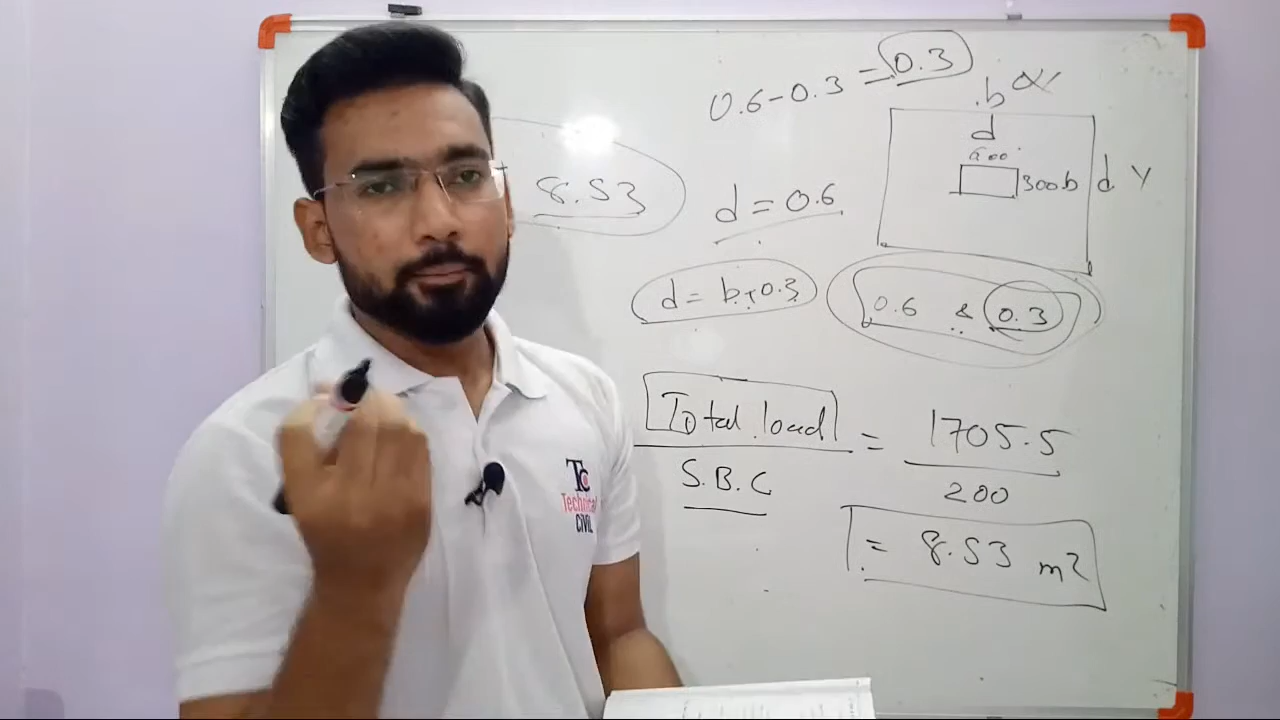 0.6-0.3 = 0.3
b
d
600
300 b d Y
8.53
d = 0.6
d = b+0.3
0.6 & 0.3
Total load
S.B.C
= 1705.5
200
= 8.53 m2
TC
Technical
CIVIL